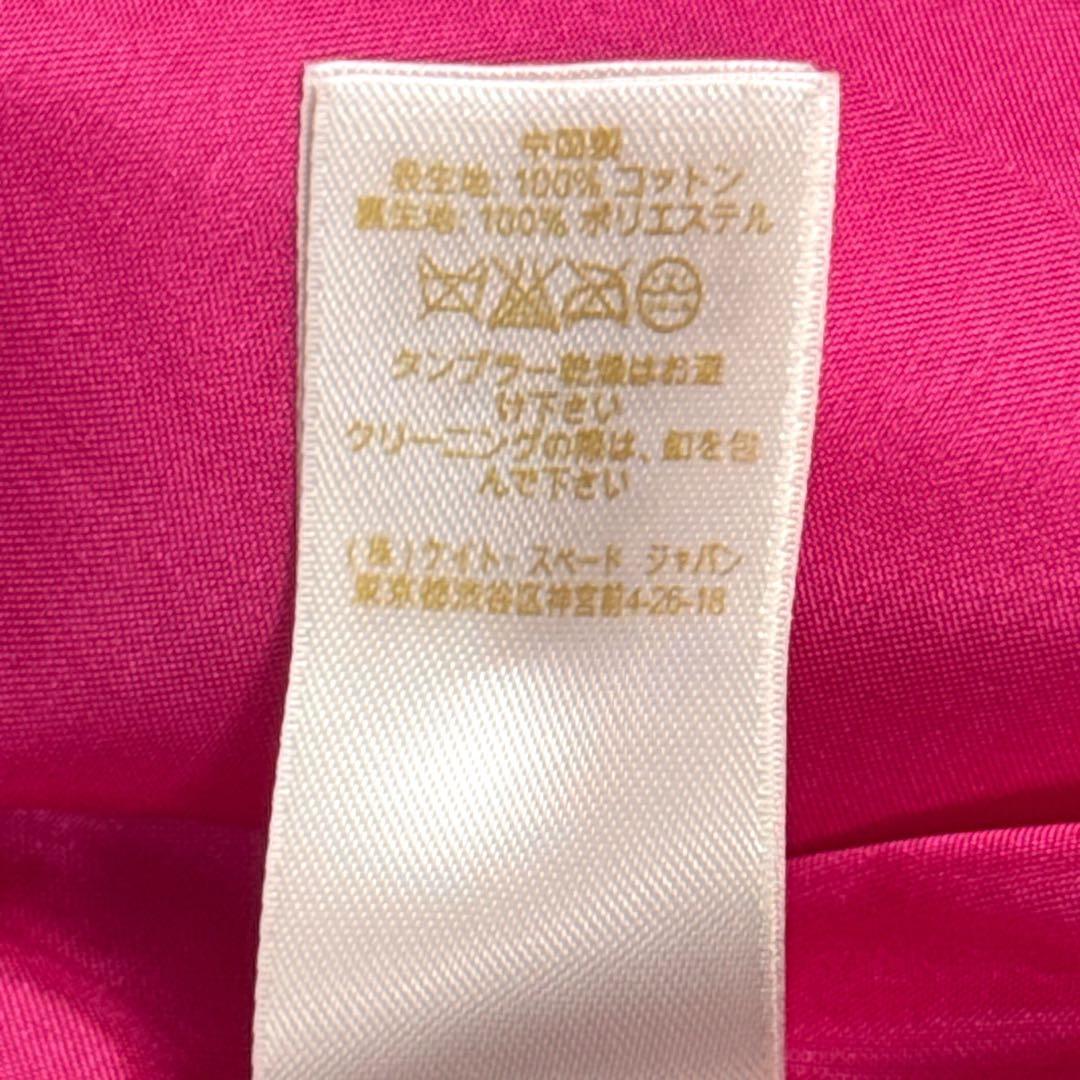 中国製
表生地: 100% コットン
裏生地: 100% ポリエステル
タンブラー乾燥はお避
け下さい
クリーニングの際は、釦を包
んで下さい
(株)ケイト・スペード ジャパン
東京都渋谷区神宮前4-26-18